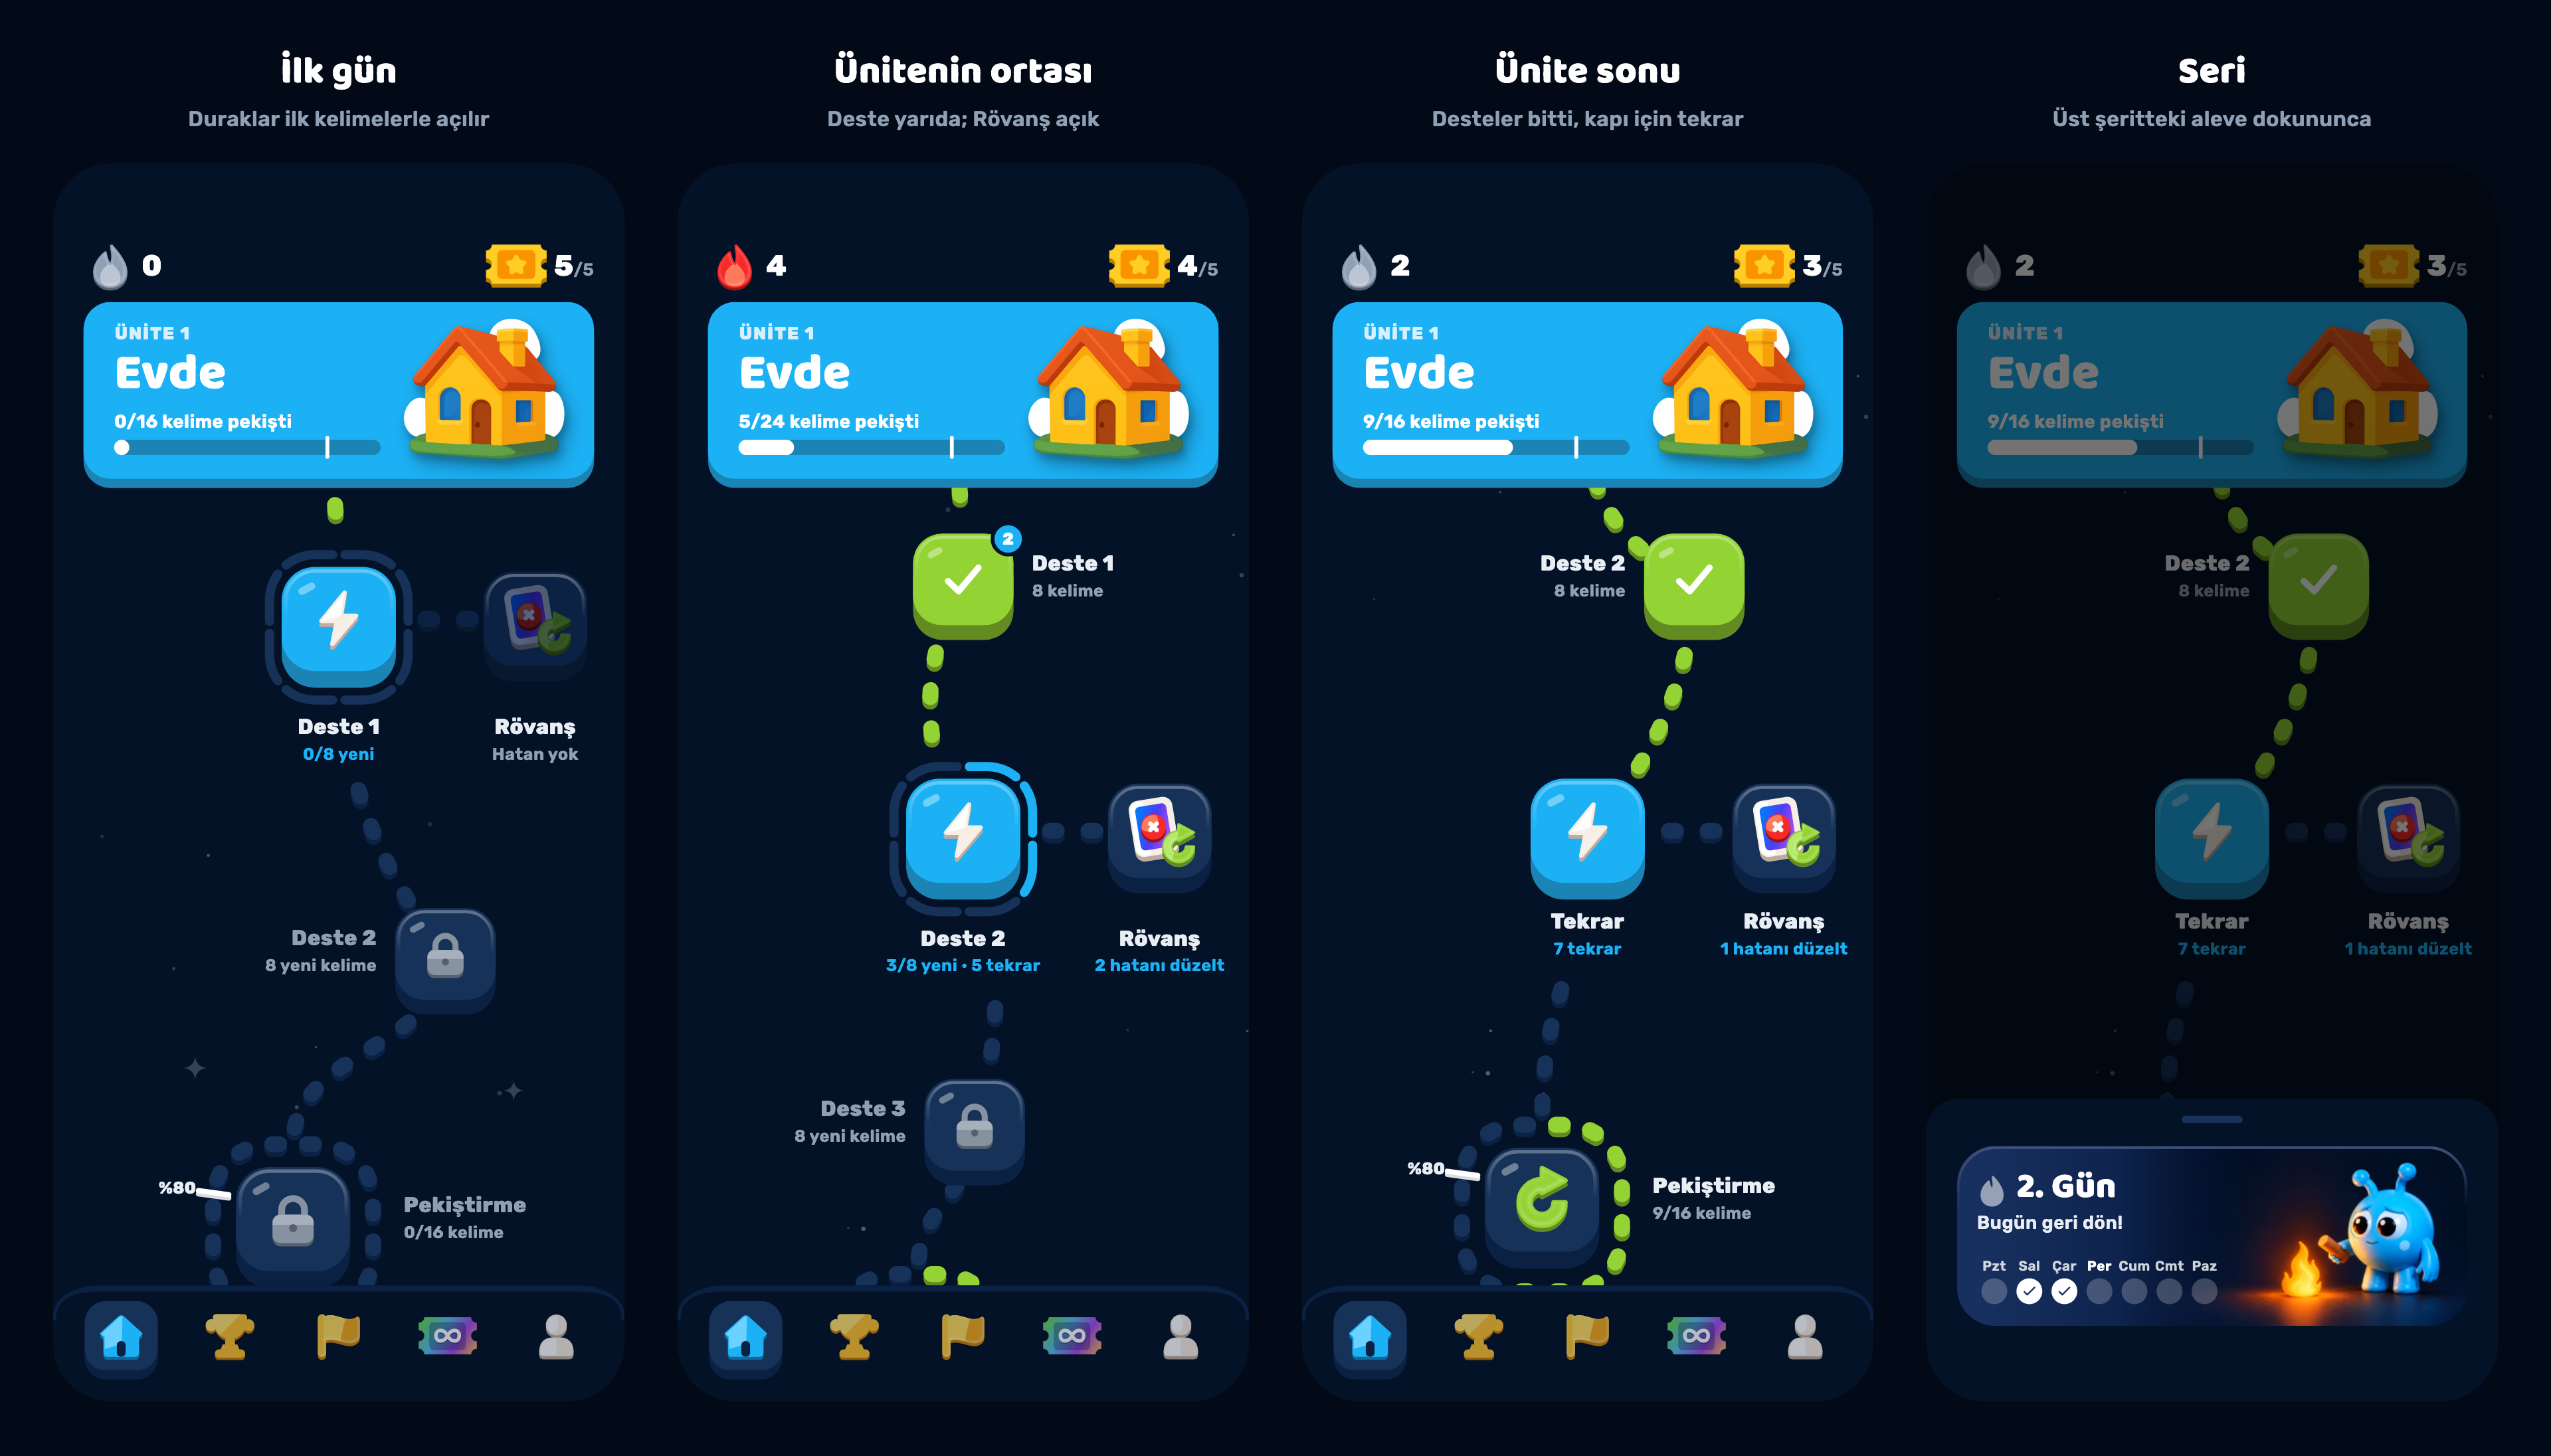 İlk gün
Duraklar ilk kelimelerle açılır
0
5/5
ÜNİTE 1
Evde
0/16 kelime pekişti
Deste 1
0/8 yeni
Rövanş
Hatan yok
Deste 2
8 yeni kelime
%80
Pekiştirme
0/16 kelime
Ünitenin ortası
Deste yarıda; Rövanş açık
4
4/5
ÜNİTE 1
Evde
5/24 kelime pekişti
2
Deste 1
8 kelime
Deste 2
3/8 yeni • 5 tekrar
Rövanş
2 hatanı düzelt
Deste 3
8 yeni kelime
Ünite sonu
Desteler bitti, kapı için tekrar
2
3/5
ÜNİTE 1
Evde
9/16 kelime pekişti
Deste 2
8 kelime
Tekrar
7 tekrar
Rövanş
1 hatanı düzelt
%80
Pekiştirme
9/16 kelime
Seri
Üst şeritteki aleve dokununca
2
3/5
ÜNİTE 1
Evde
9/16 kelime pekişti
Deste 2
8 kelime
Tekrar
7 tekrar
Rövanş
1 hatanı düzelt
2. Gün
Bugün geri dön!
Pzt Sal Çar Per Cum Cmt Paz